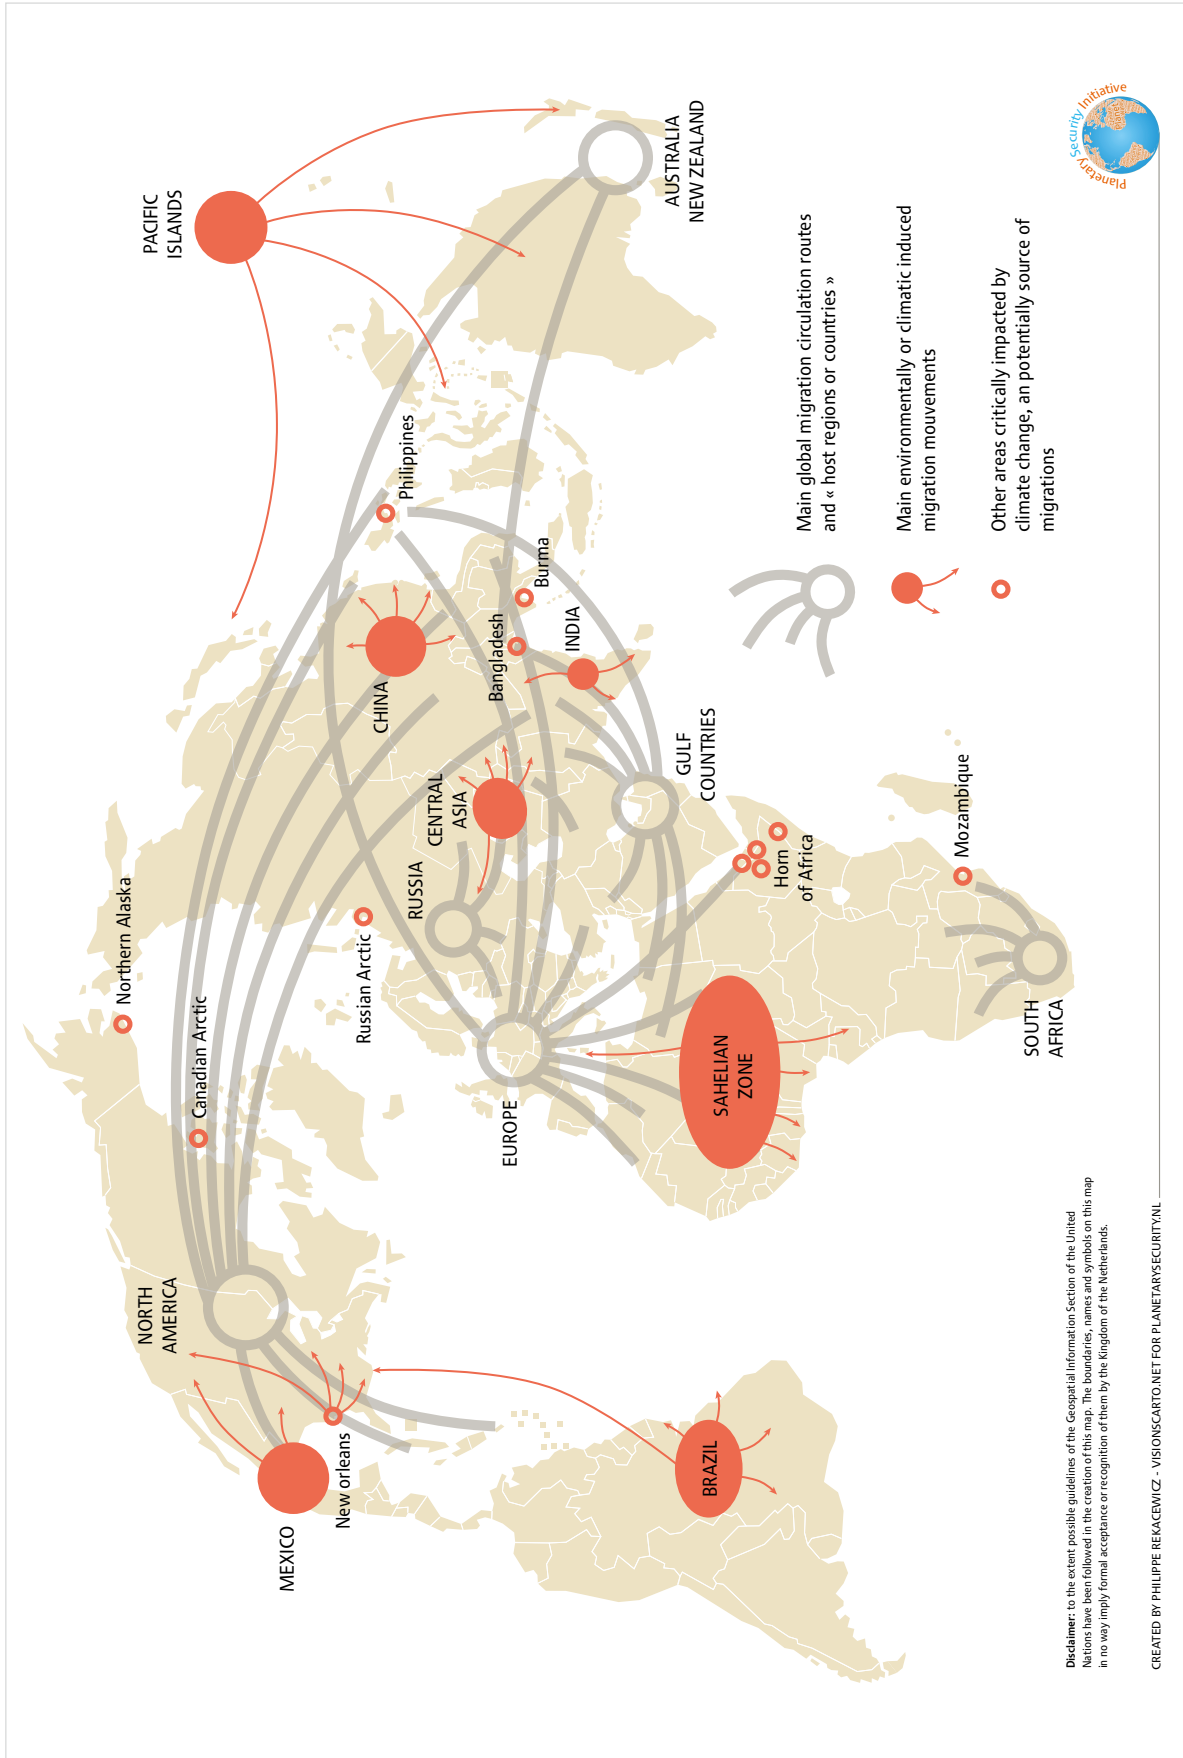 PACIFIC
ISLANDS
AUSTRALIA
NEW ZEALAND
Philippines
Burma
Bangladesh
INDIA
CHINA
CENTRAL
ASIA
GULF
COUNTRIES
RUSSIA
Russian Arctic
Northern Alaska
Canadian Arctic
Horn
of Africa
Mozambique
SOUTH
AFRICA
SAHELIAN
ZONE
EUROPE
NORTH
AMERICA
New orleans
MEXICO
BRAZIL
Main global migration circulation routes
and « host regions or countries »
Main environmentally or climatic induced
migration mouvements
Other areas critically impacted by
climate change, an potentially source of
migrations
Planetary Security Initiative
Disclaimer: to the extent possible guidelines of the Geospatial Information Section of the United
Nations have been followed in the creation of this map. The boundaries, names and symbols on this map
in no way imply formal acceptance or recognition of them by the Kingdom of the Netherlands.
CREATED BY PHILIPPE REKACEWICZ - VISIONSCARTO.NET FOR PLANETARYSECURITY.NL